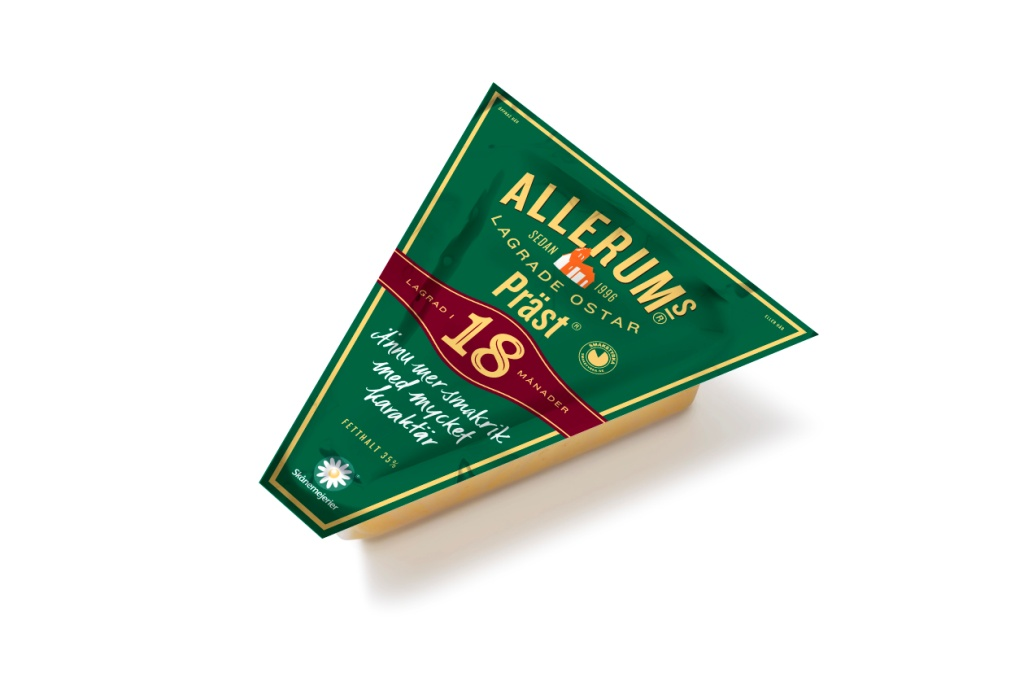 ALLERUMS®
SEDAN 1996
LAGRADE OSTAR
Präst®
LAGRAD I
18
MÅNADER
Ännu mer smakrik
med mycket
karaktär
FETTHALT 35%
Skånemejerier